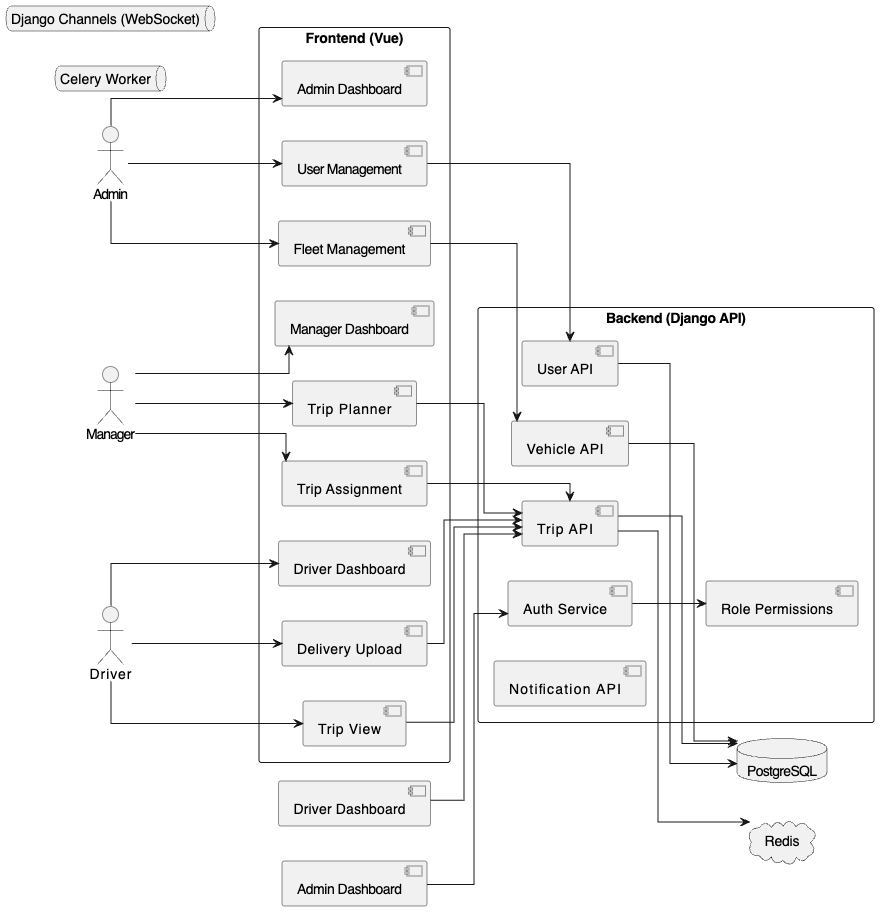 Django Channels (WebSocket)
Frontend (Vue)
Celery Worker
Admin Dashboard
User Management
Admin
Fleet Management
Manager Dashboard
Backend (Django API)
User API
Trip Planner
Manager
Vehicle API
Trip Assignment
Trip API
Driver Dashboard
Auth Service
Role Permissions
Delivery Upload
Driver
Notification API
Trip View
PostgreSQL
Driver Dashboard
Redis
Admin Dashboard